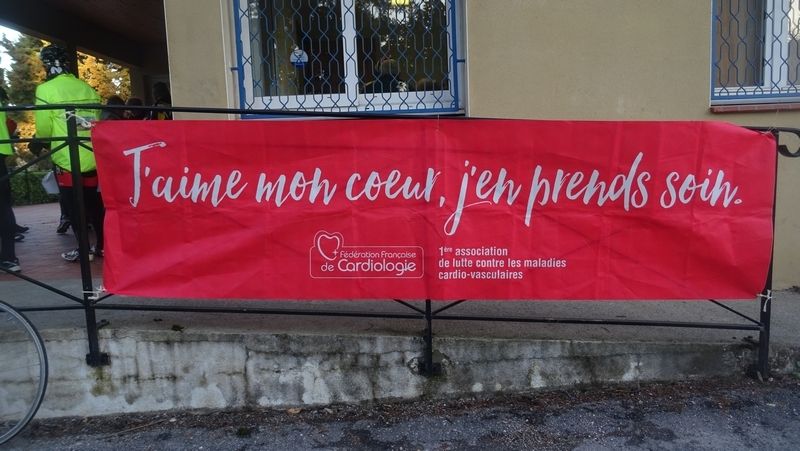 J'aime mon coeur, j'en prends soin.
Fédération Française
de Cardiologie
1ère association
de lutte contre les maladies
cardio-vasculaires